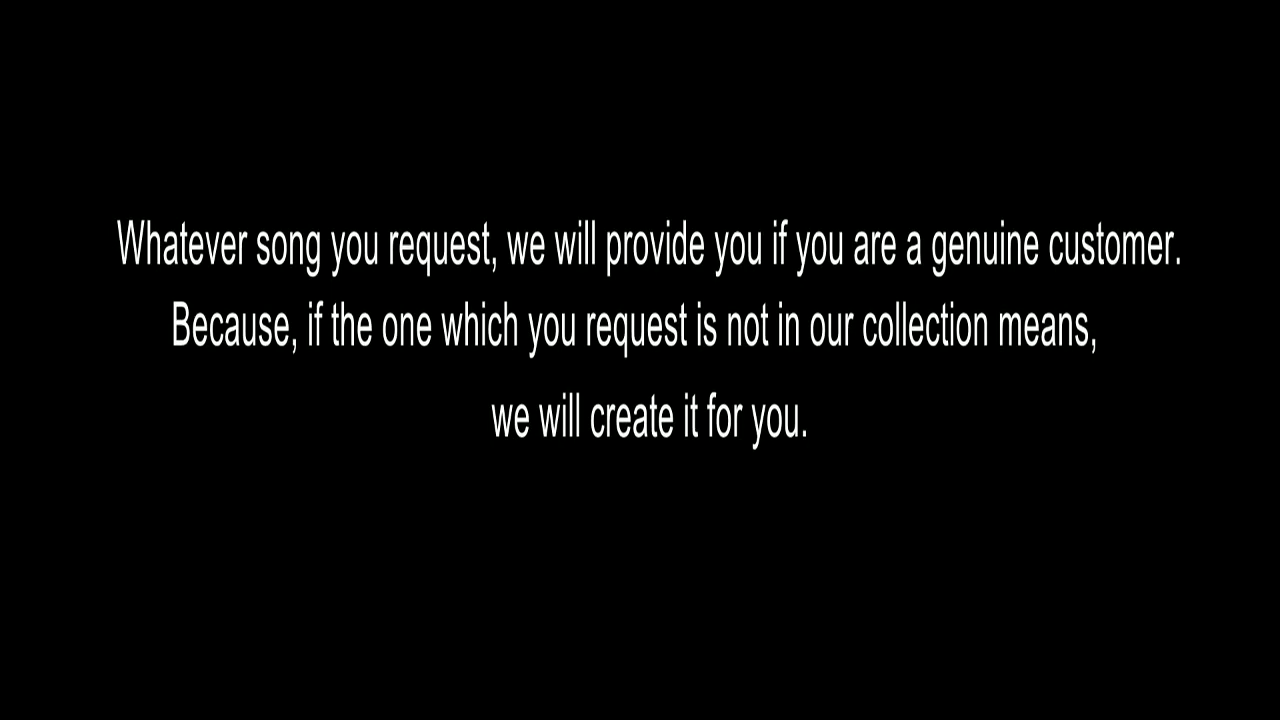 Whatever song you request, we will provide you if you are a genuine customer.
Because, if the one which you request is not in our collection means,
we will create it for you.